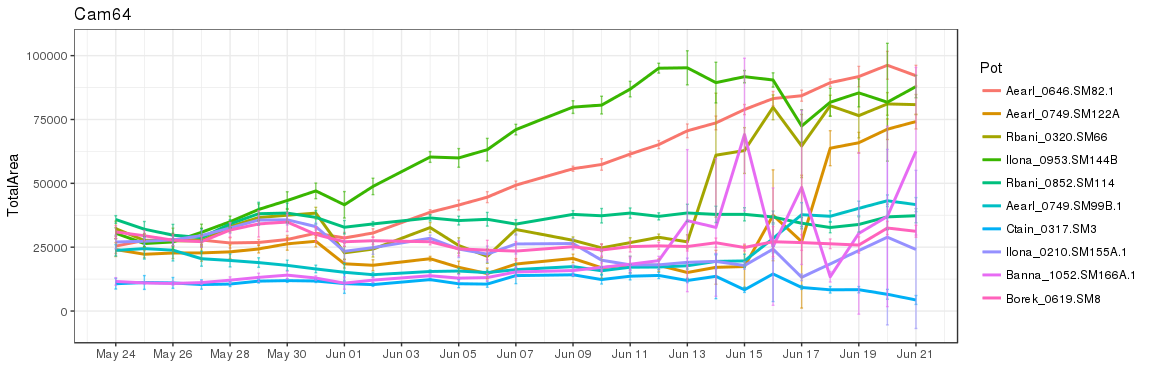 Cam64
TotalArea
100000
75000
50000
25000
0
May 24 May 26 May 28 May 30 Jun 01 Jun 03 Jun 05 Jun 07 Jun 09 Jun 11 Jun 13 Jun 15 Jun 17 Jun 19 Jun 21
Pot
Aearl_0646.SM82.1
Aearl_0749.SM122A
Rbani_0320.SM66
Ilona_0953.SM144B
Rbani_0852.SM114
Aearl_0749.SM99B.1
Ctain_0317.SM3
Ilona_0210.SM155A.1
Banna_1052.SM166A.1
Borek_0619.SM8